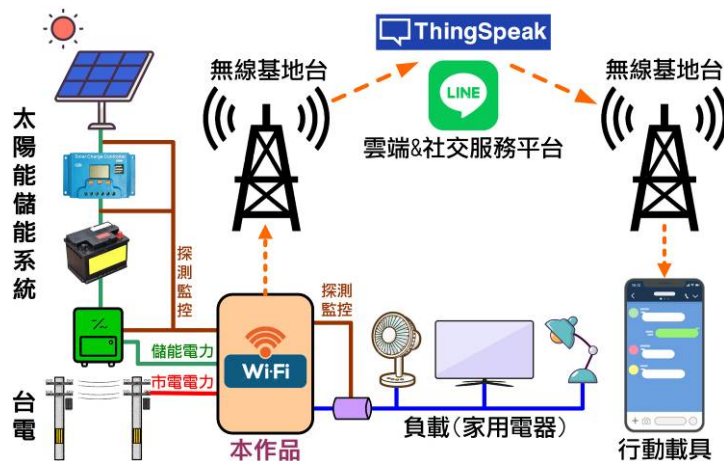 ThingSpeak
無線基地台
LINE
無線基地台
雲端&社交服務平台
太陽能儲能系統
Solar Charge Controller
探測監控
探測監控
儲能電力
Wi-Fi
市電電力
台電
本作品
負載(家用電器)
行動載具